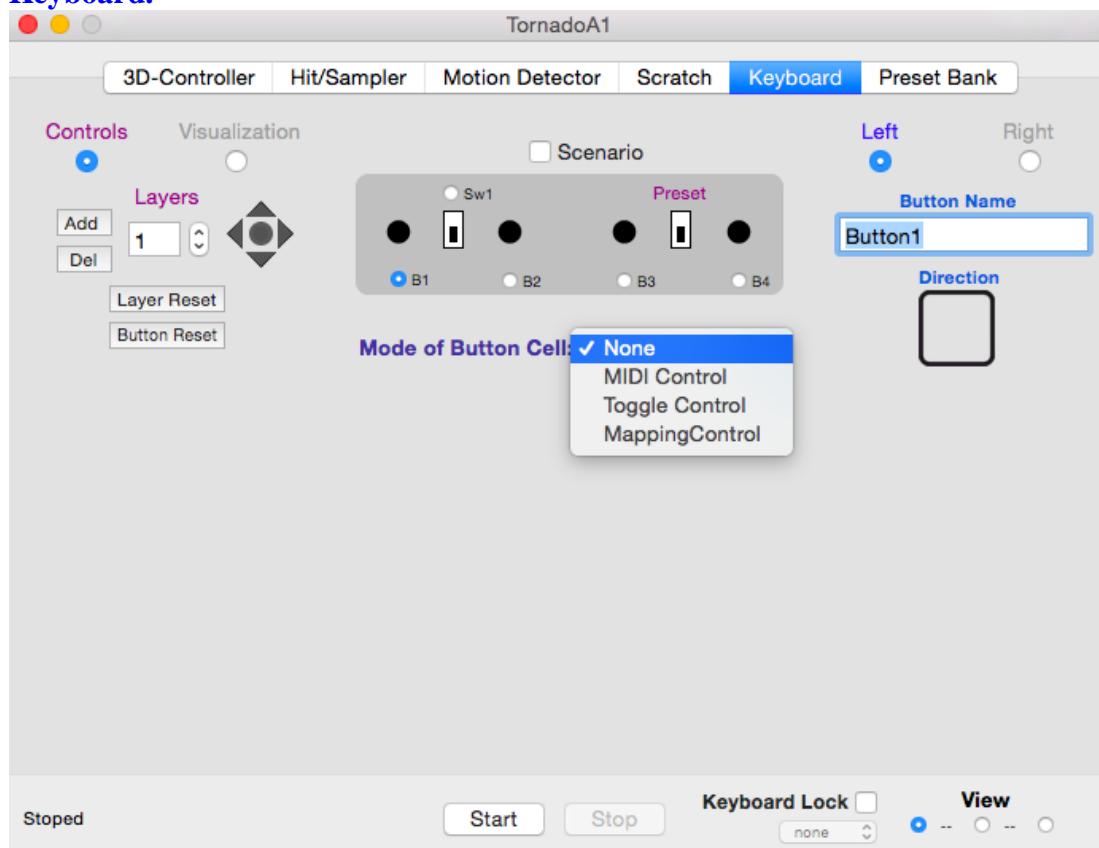 Keyboard.
TornadoA1
3D-Controller Hit/Sampler Motion Detector Scratch Keyboard Preset Bank
Controls Visualization Left Right
Scenario
Layers Sw1 Preset Button Name
Add 1 Button1
Del
B1 B2 B3 B4 Direction
Layer Reset
Button Reset
Mode of Button Cell: ✓ None
MIDI Control
Toggle Control
MappingControl
Stoped Start Stop Keyboard Lock View
none -- --